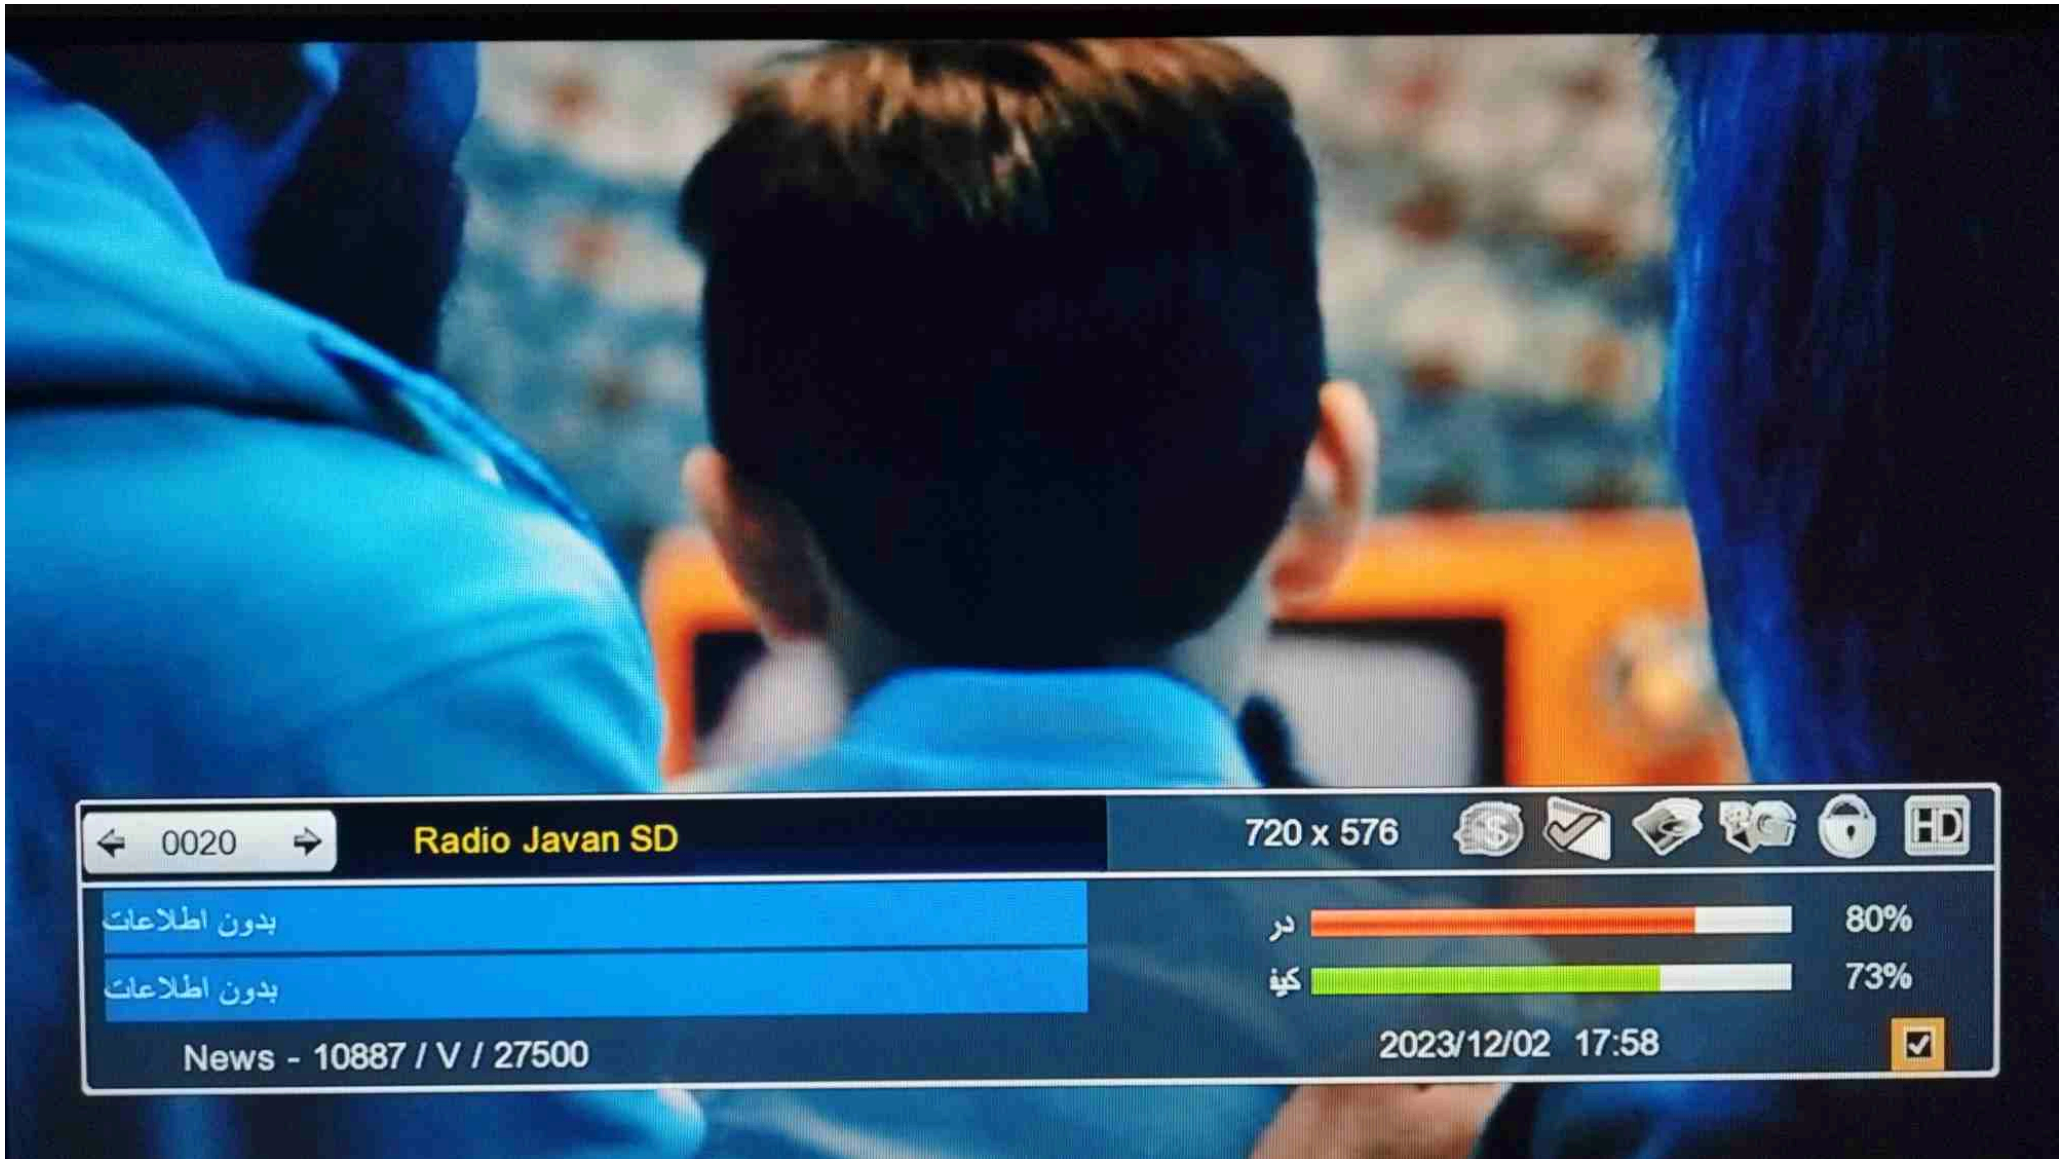 0020 Radio Javan SD 720 x 576 HD
بدون اطلاعات
در 80%
بدون اطلاعات
کیف 73%
News - 10887 / V / 27500 2023/12/02 17:58